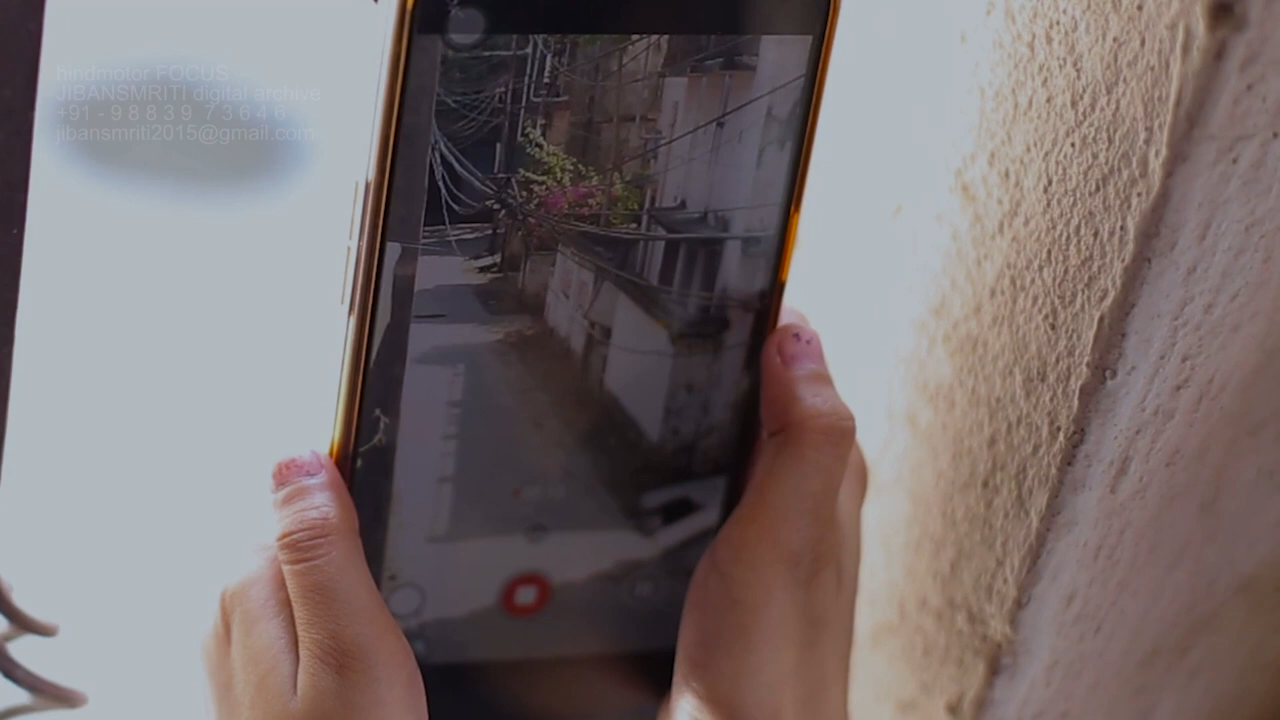 hindmotor FOCUS
JIBANSMRITI digital archive
+91 - 9 8 8 3 9 7 3 6 4 6
jibansmriti2015@gmail.com